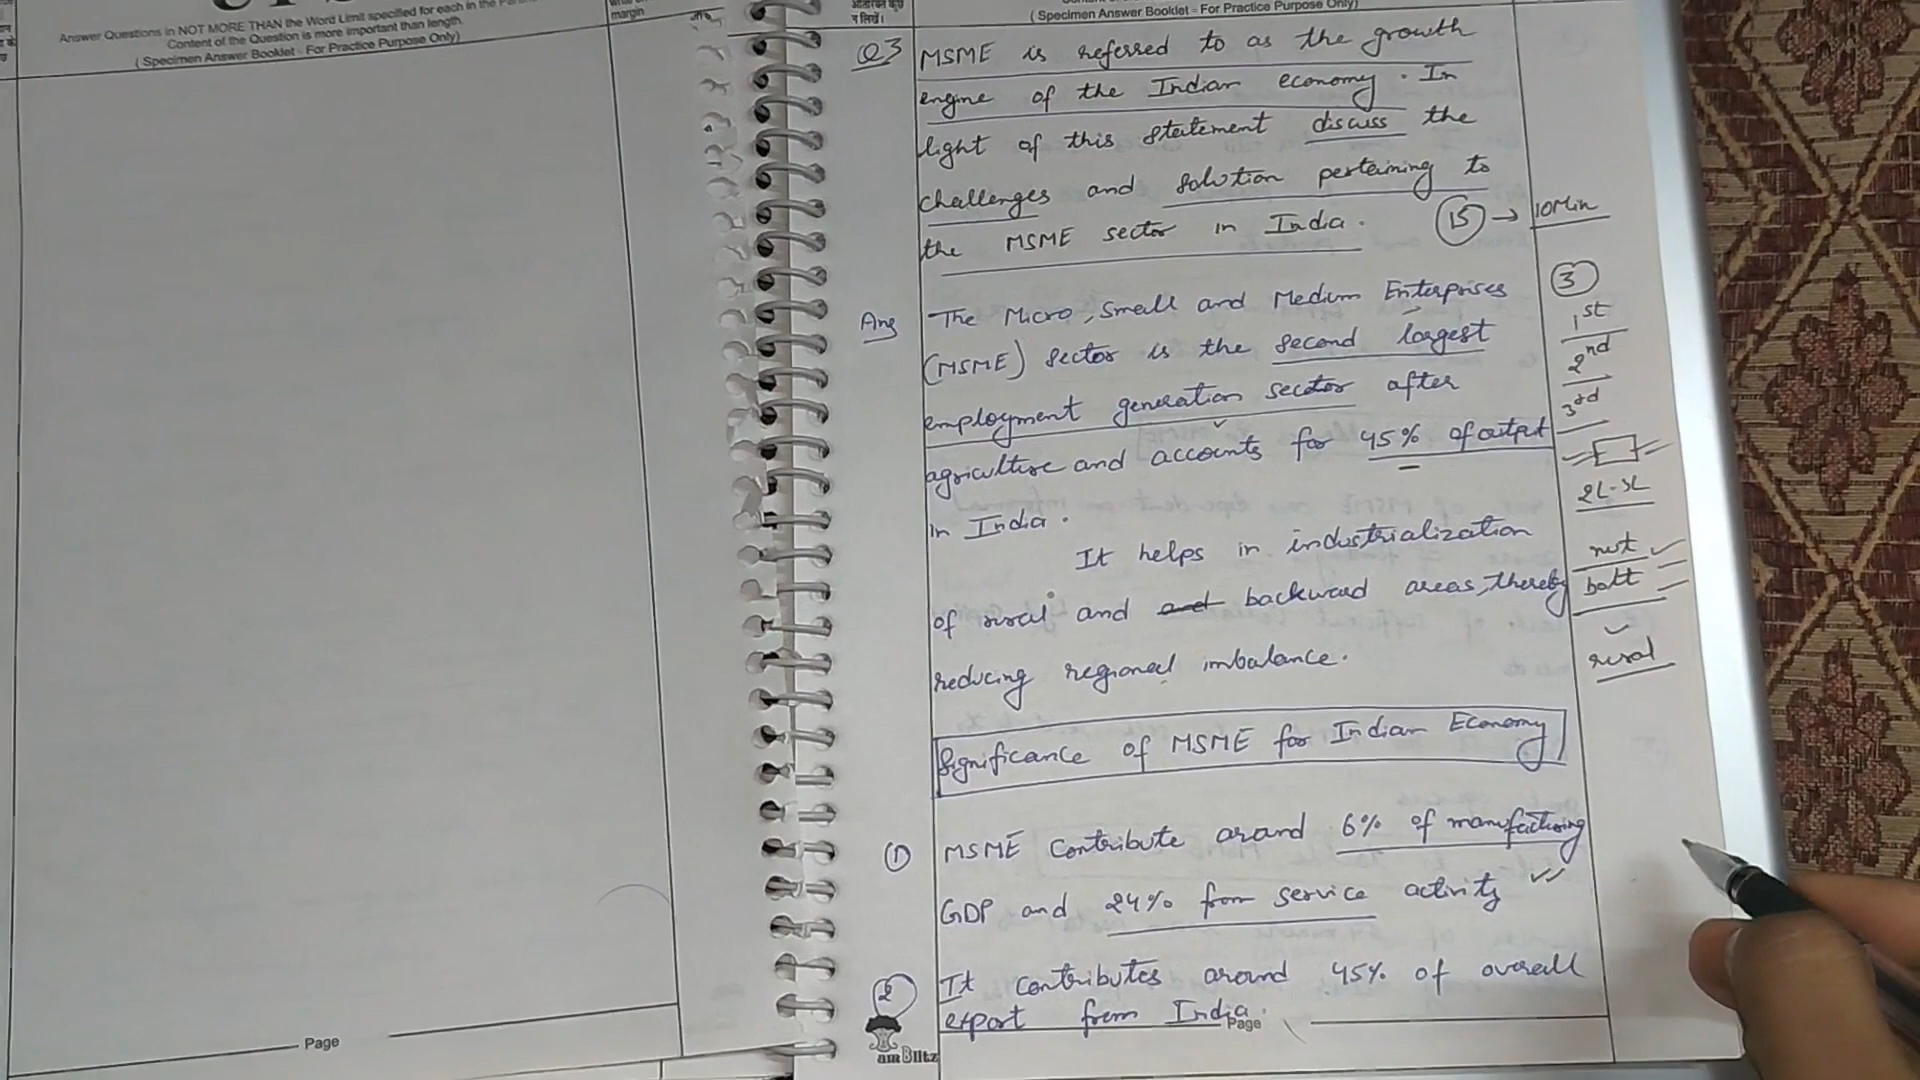 Answer Questions in NOT MORE THAN the Word Limit specified for each in the
Content of the Question is more important than length.
( Specimen Answer Booklet - For Practice Purpose Only)
margin
Page
न लिखें।
( Specimen Answer Booklet - For Practice Purpose Only)
Q3 MSME is referred to as the growth
engine of the Indian economy. In
light of this statement discuss the
challenges and solution pertaining to
the MSME sector in India. 15 → 10Min
Ans The Micro, Small and Medium Enterprises
(MSME) sector is the second largest
employment generation sector after
agriculture and accounts for 45% of output
in India.
It helps in industrialization
of rural and and backward areas, thereby
reducing regional imbalance.
Significance of MSME for Indian Economy
① MSME contribute around 6% of manufacturing
GDP and 24% from service activity
② It contributes around 45% of overall
export from India.
Page
am Blitz
③
1st
2nd
3rd
nut
bolt
rural